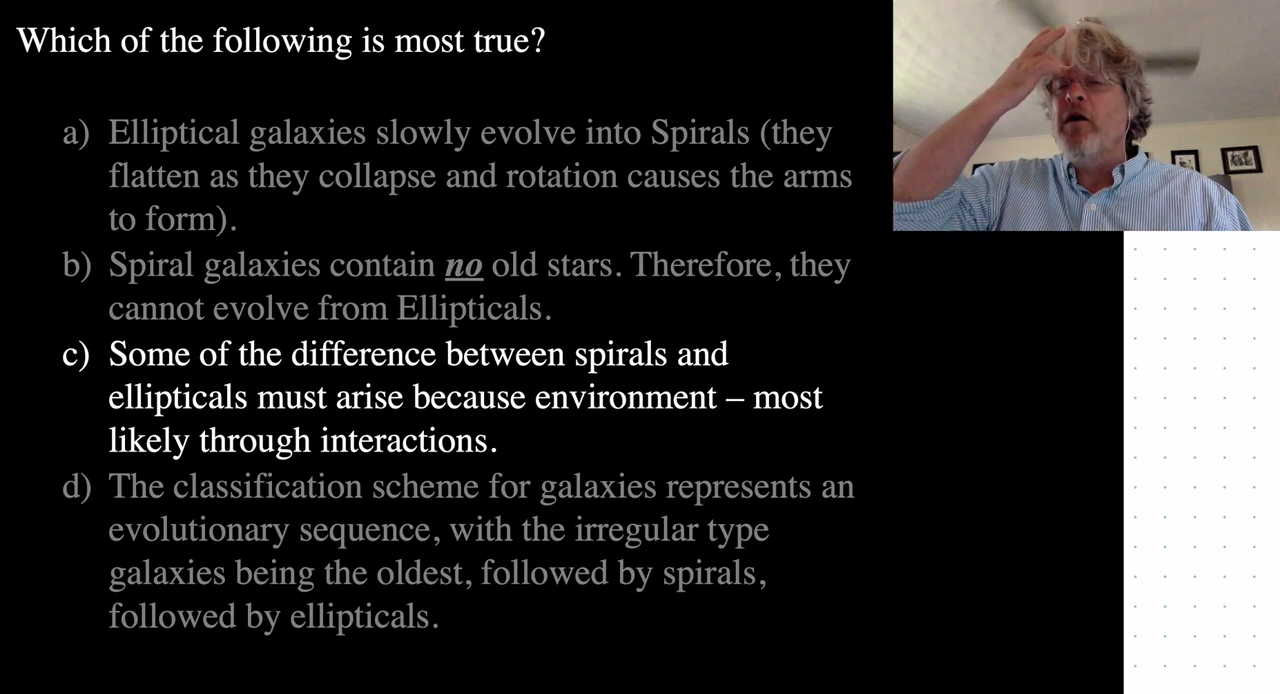 Which of the following is most true?
a) Elliptical galaxies slowly evolve into Spirals (they
flatten as they collapse and rotation causes the arms
to form).
b) Spiral galaxies contain no old stars. Therefore, they
cannot evolve from Ellipticals.
c) Some of the difference between spirals and
ellipticals must arise because environment – most
likely through interactions.
d) The classification scheme for galaxies represents an
evolutionary sequence, with the irregular type
galaxies being the oldest, followed by spirals,
followed by ellipticals.